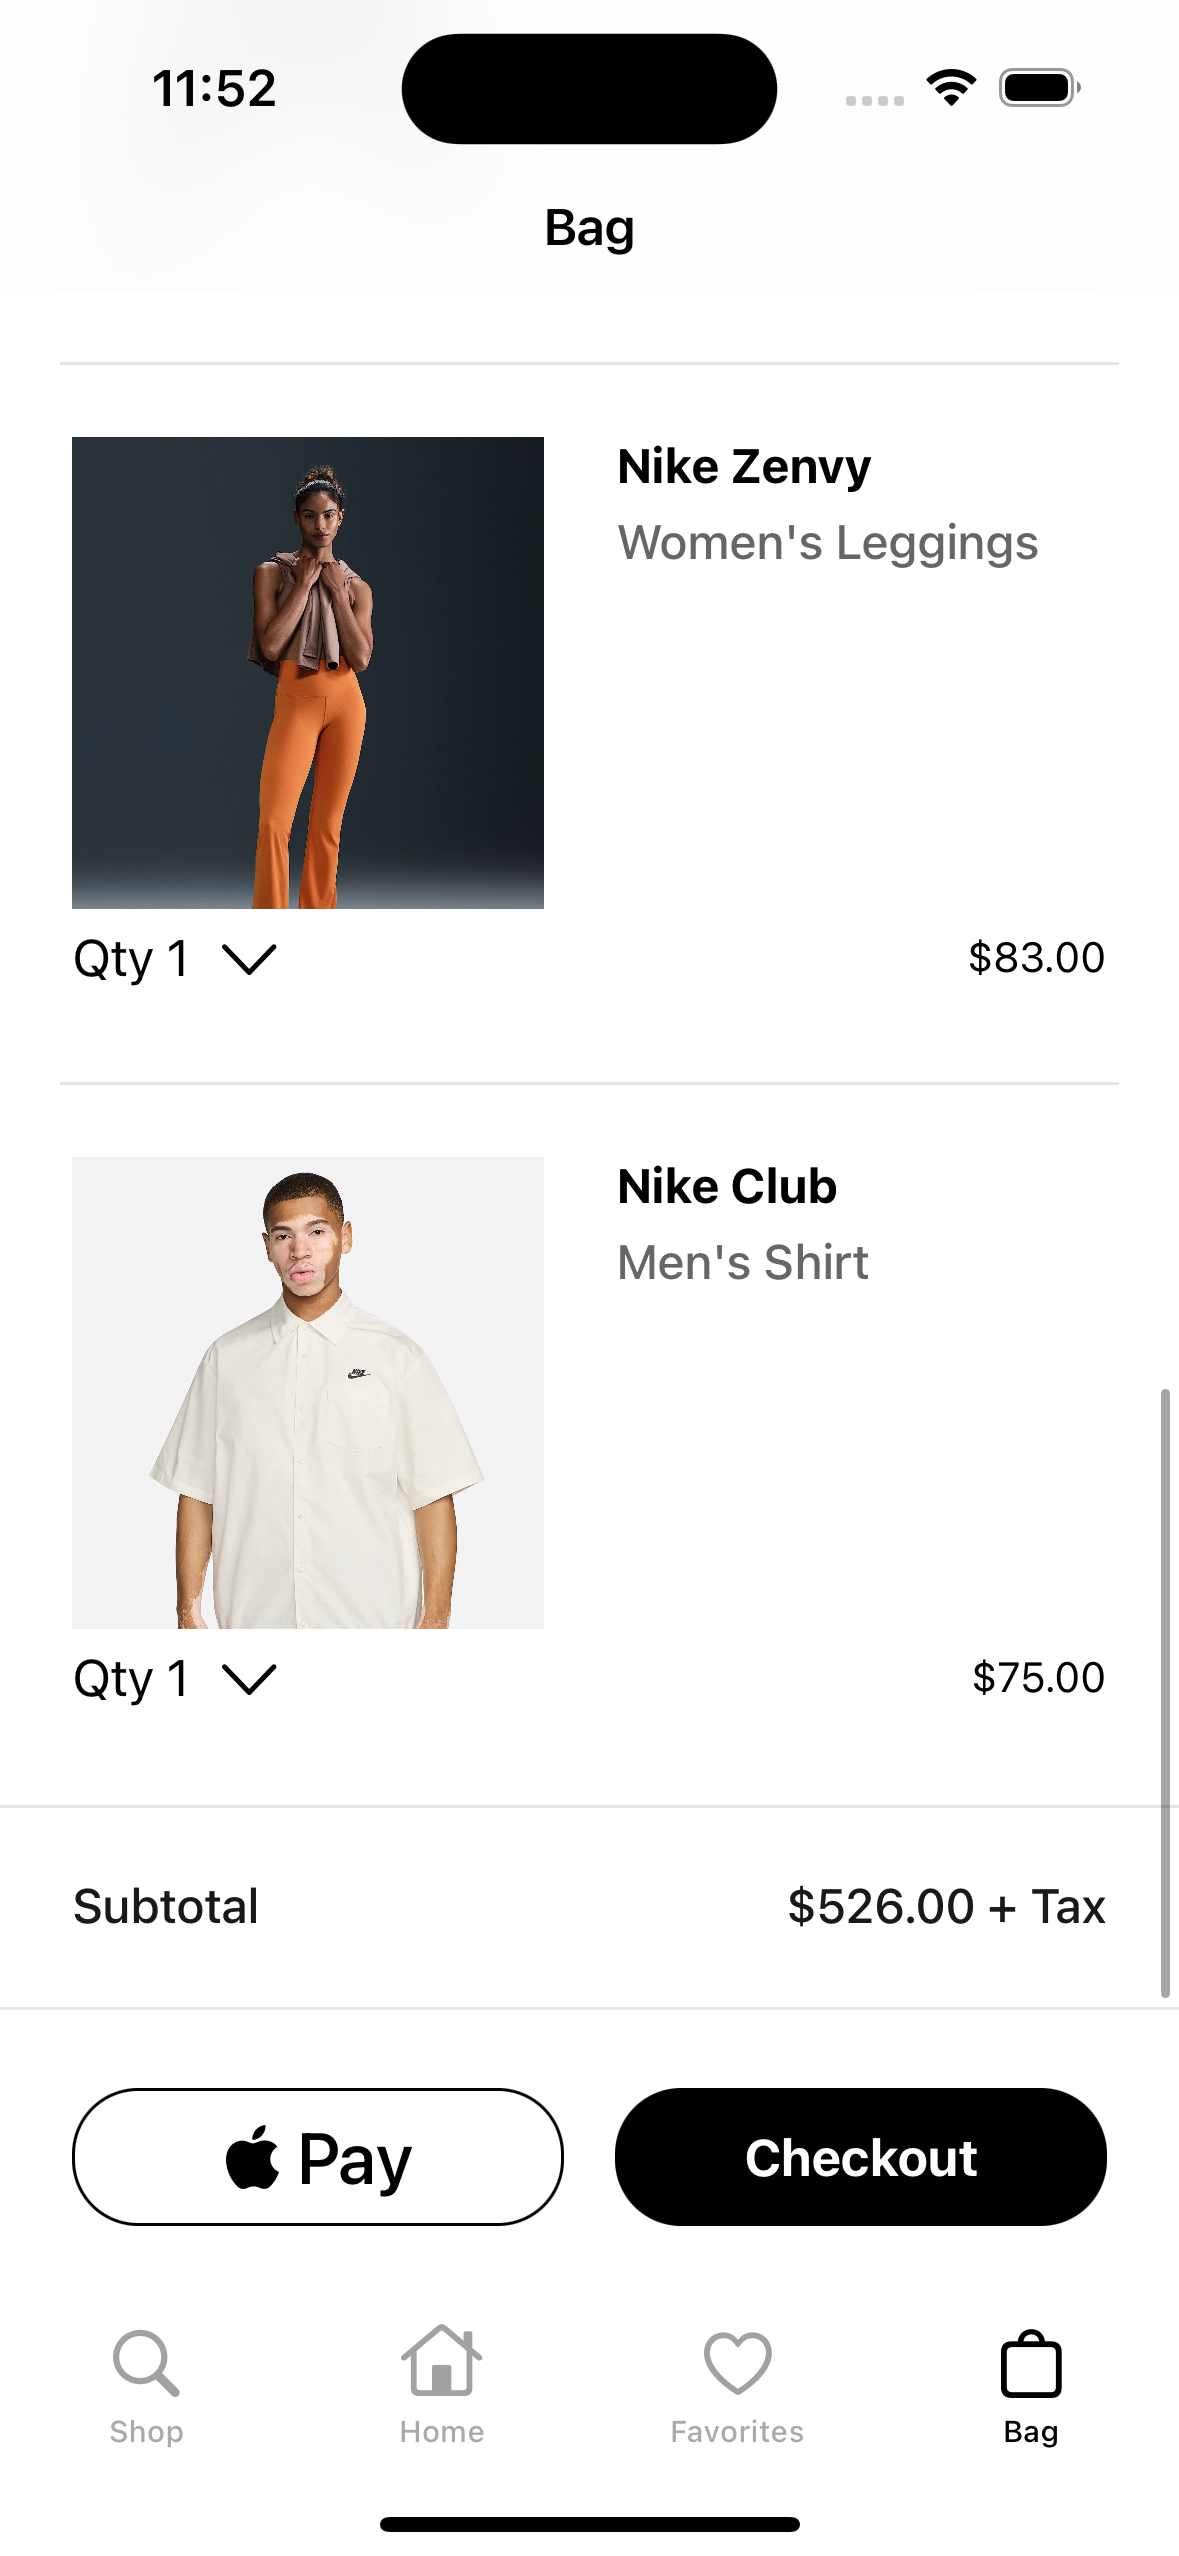 11:52
Bag
Nike Zenvy
Women's Leggings
Qty 1
$83.00
Nike Club
Men's Shirt
Qty 1
$75.00
Subtotal
$526.00 + Tax
Pay
Checkout
Shop
Home
Favorites
Bag